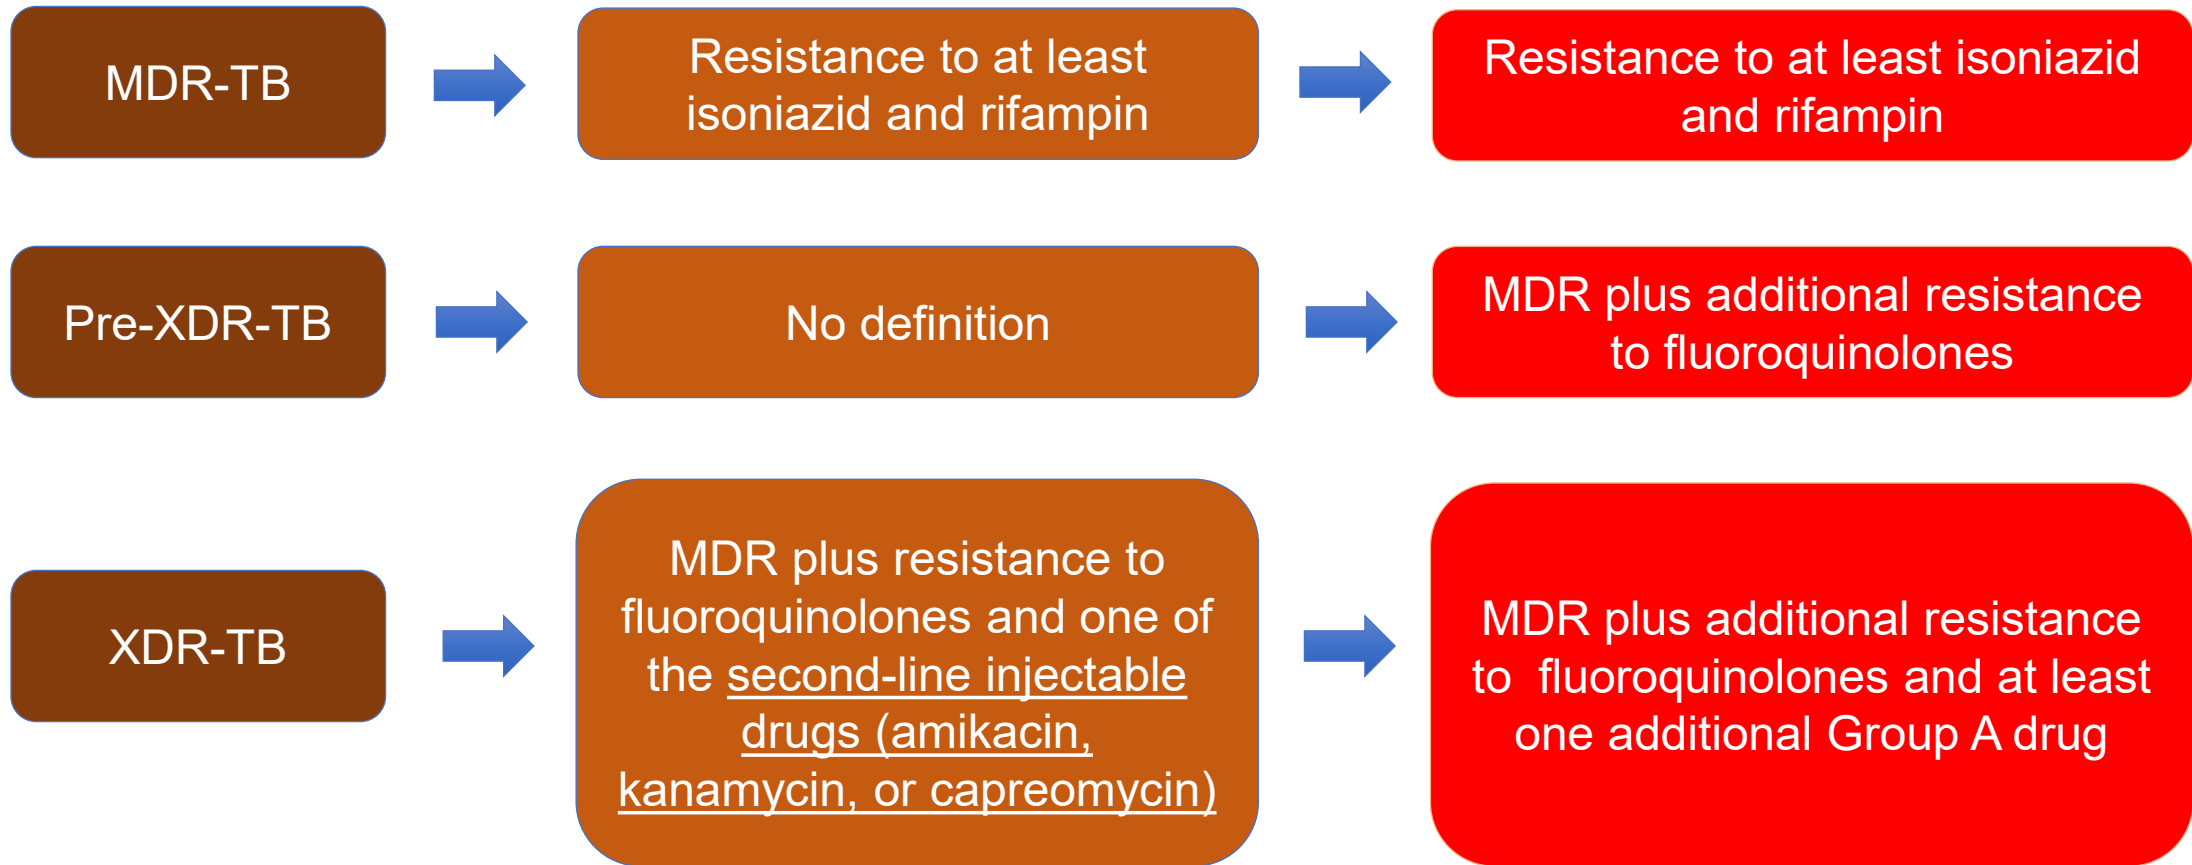 MDR-TB
Resistance to at least
isoniazid and rifampin
Resistance to at least isoniazid
and rifampin
Pre-XDR-TB
No definition
MDR plus additional resistance
to fluoroquinolones
XDR-TB
MDR plus resistance to
fluoroquinolones and one of
the second-line injectable
drugs (amikacin,
kanamycin, or capreomycin)
MDR plus additional resistance
to  fluoroquinolones and at least
one additional Group A drug